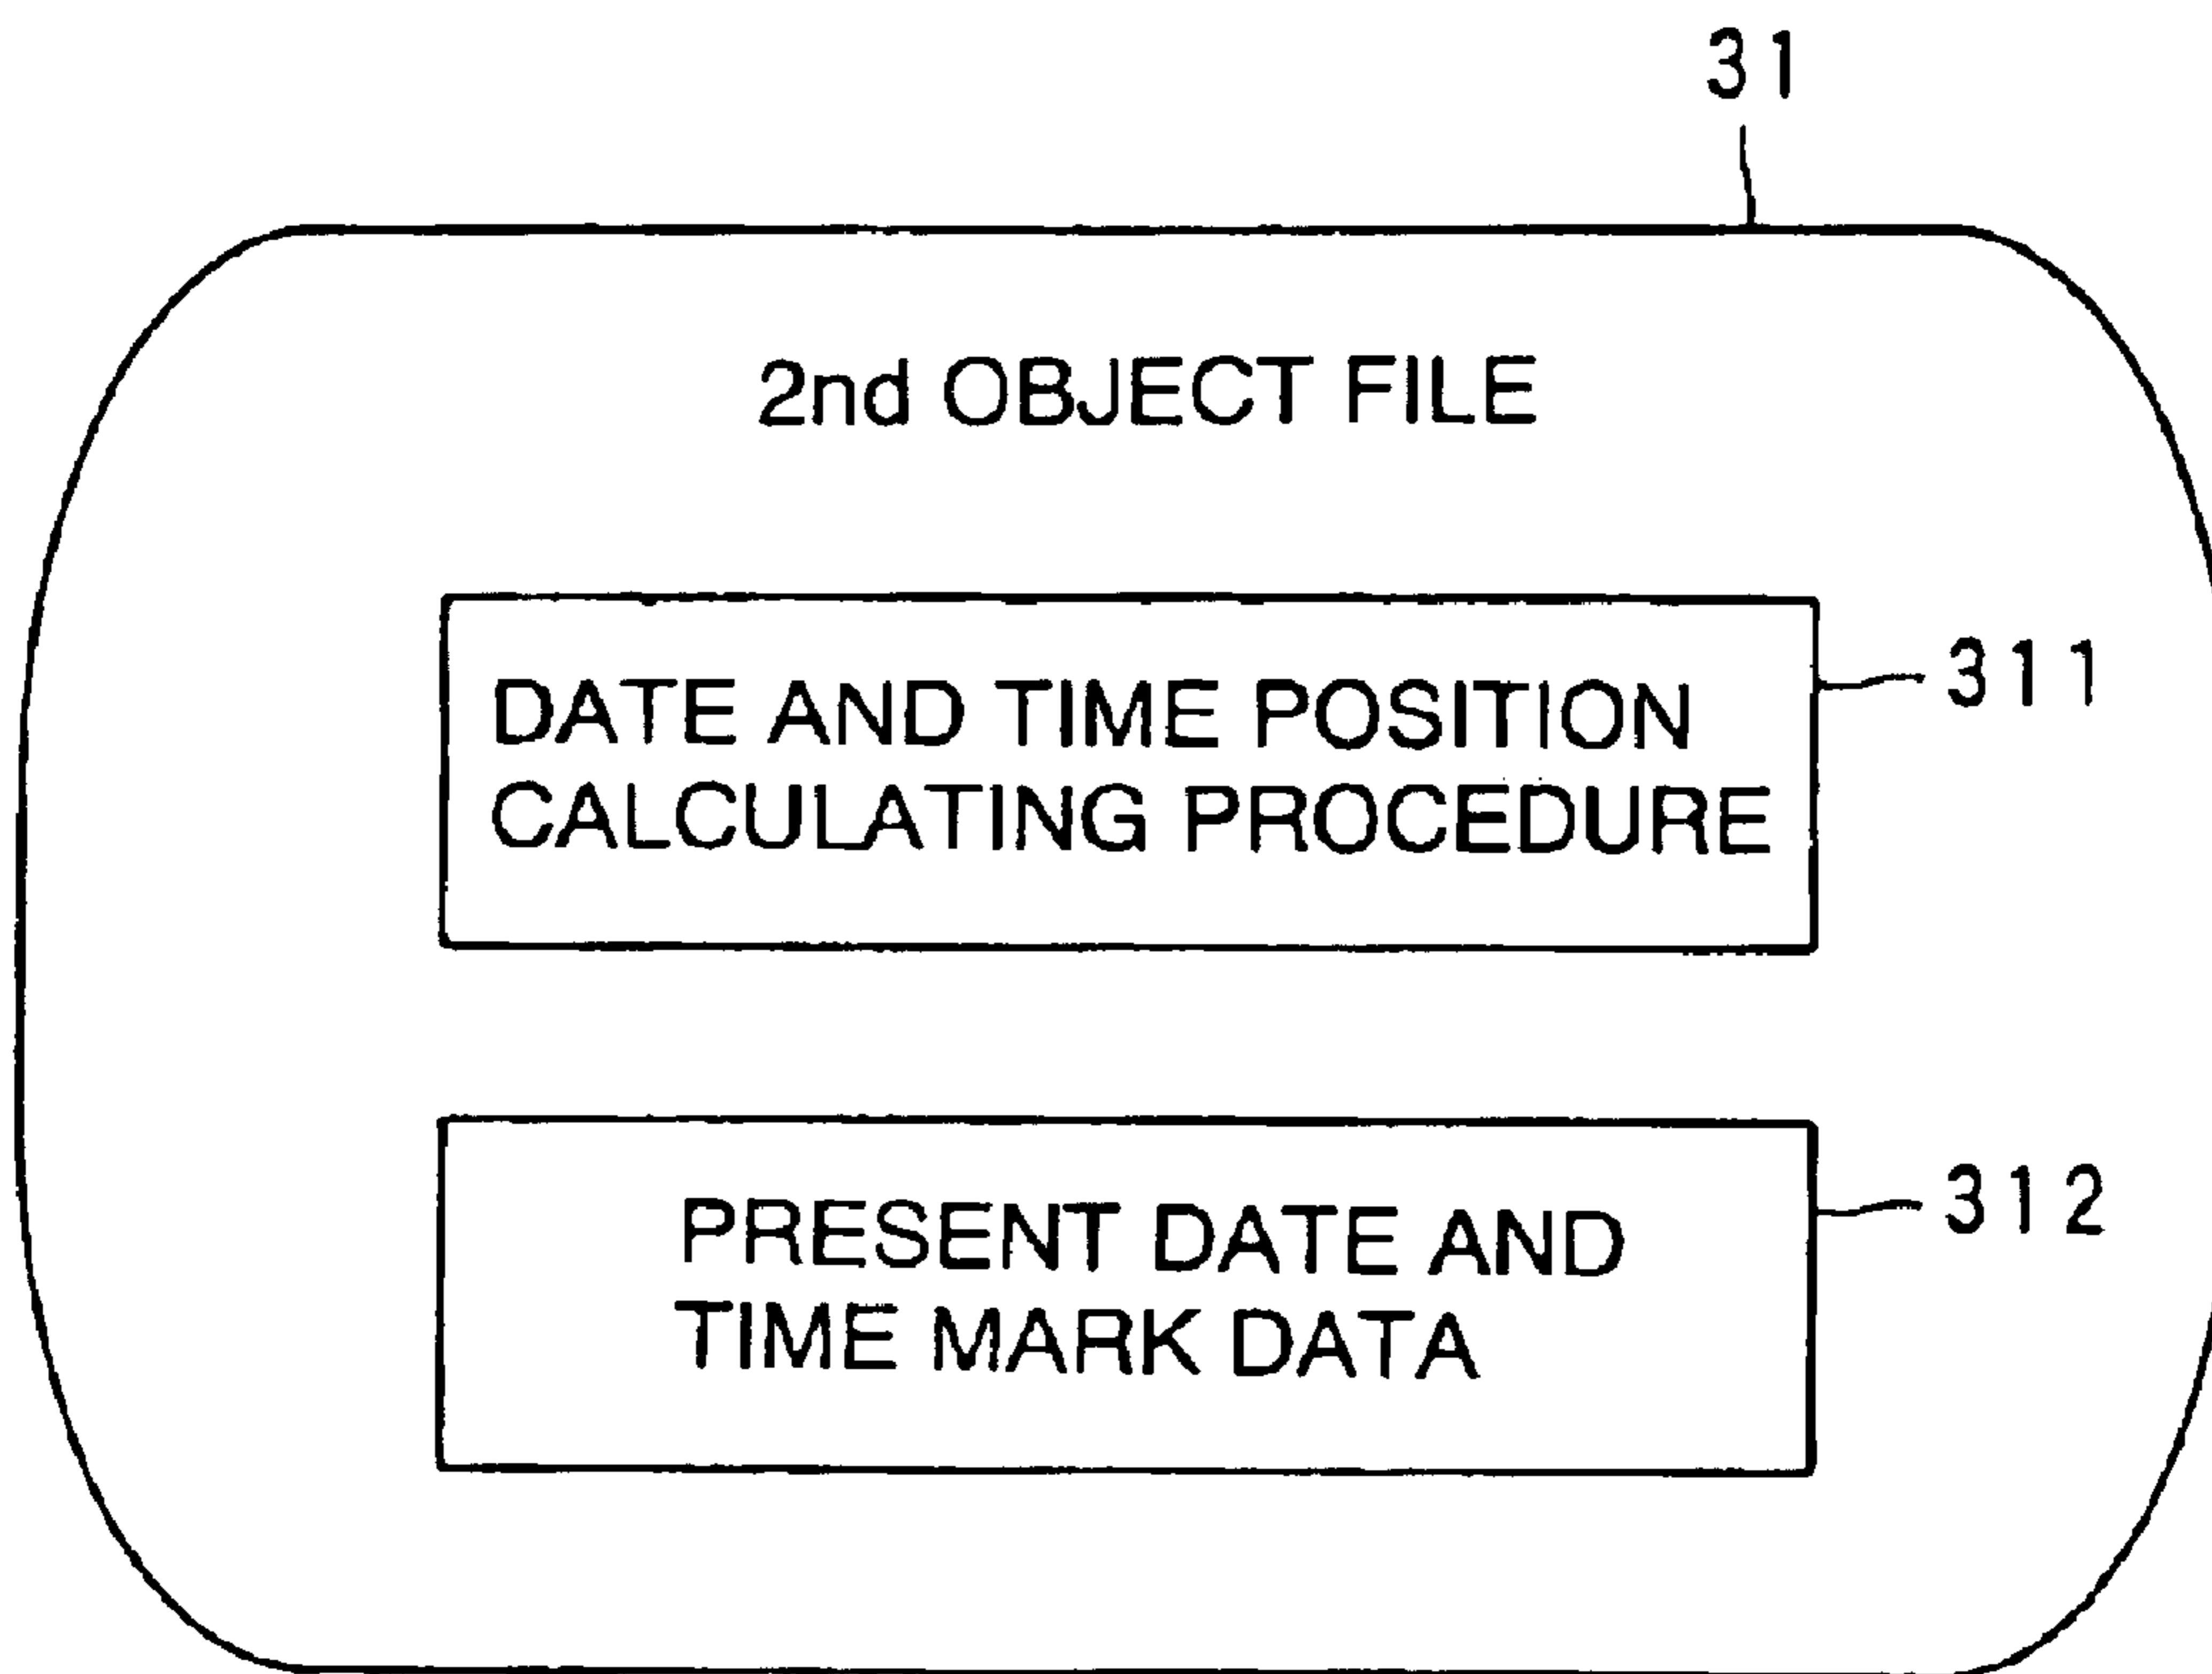 31
2nd OBJECT FILE
DATE AND TIME POSITION
CALCULATING PROCEDURE
311
PRESENT DATE AND
TIME MARK DATA
312